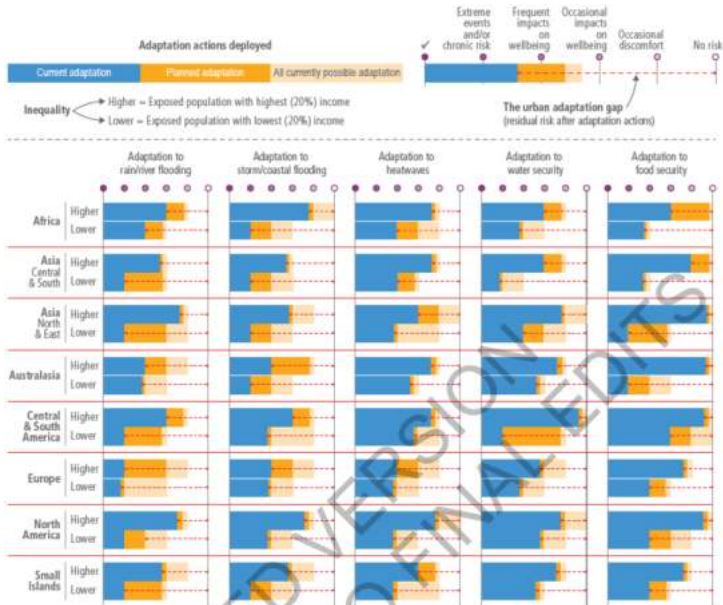 Adaptation actions deployed
Current adaptation
Planned adaptation
All currently possible adaptation
Inequality
Higher = Exposed population with highest (20%) income
Lower = Exposed population with lowest (20%) income
✓
Extreme
events
and/or
chronic risk
Frequent
impacts
on
wellbeing
Occasional
impacts
on
wellbeing
Occasional
discomfort
No risk
The urban adaptation gap
(residual risk after adaptation actions)
Adaptation to
rain/river flooding
Adaptation to
storm/coastal flooding
Adaptation to
heatwaves
Adaptation to
water security
Adaptation to
food security
Africa
Higher
Lower
Asia
Central
& South
Higher
Lower
Asia
North
& East
Higher
Lower
Australasia
Higher
Lower
Central
& South
America
Higher
Lower
Europe
Higher
Lower
North
America
Higher
Lower
Small
Islands
Higher
Lower
ED VERSION
O FINAL EDITS